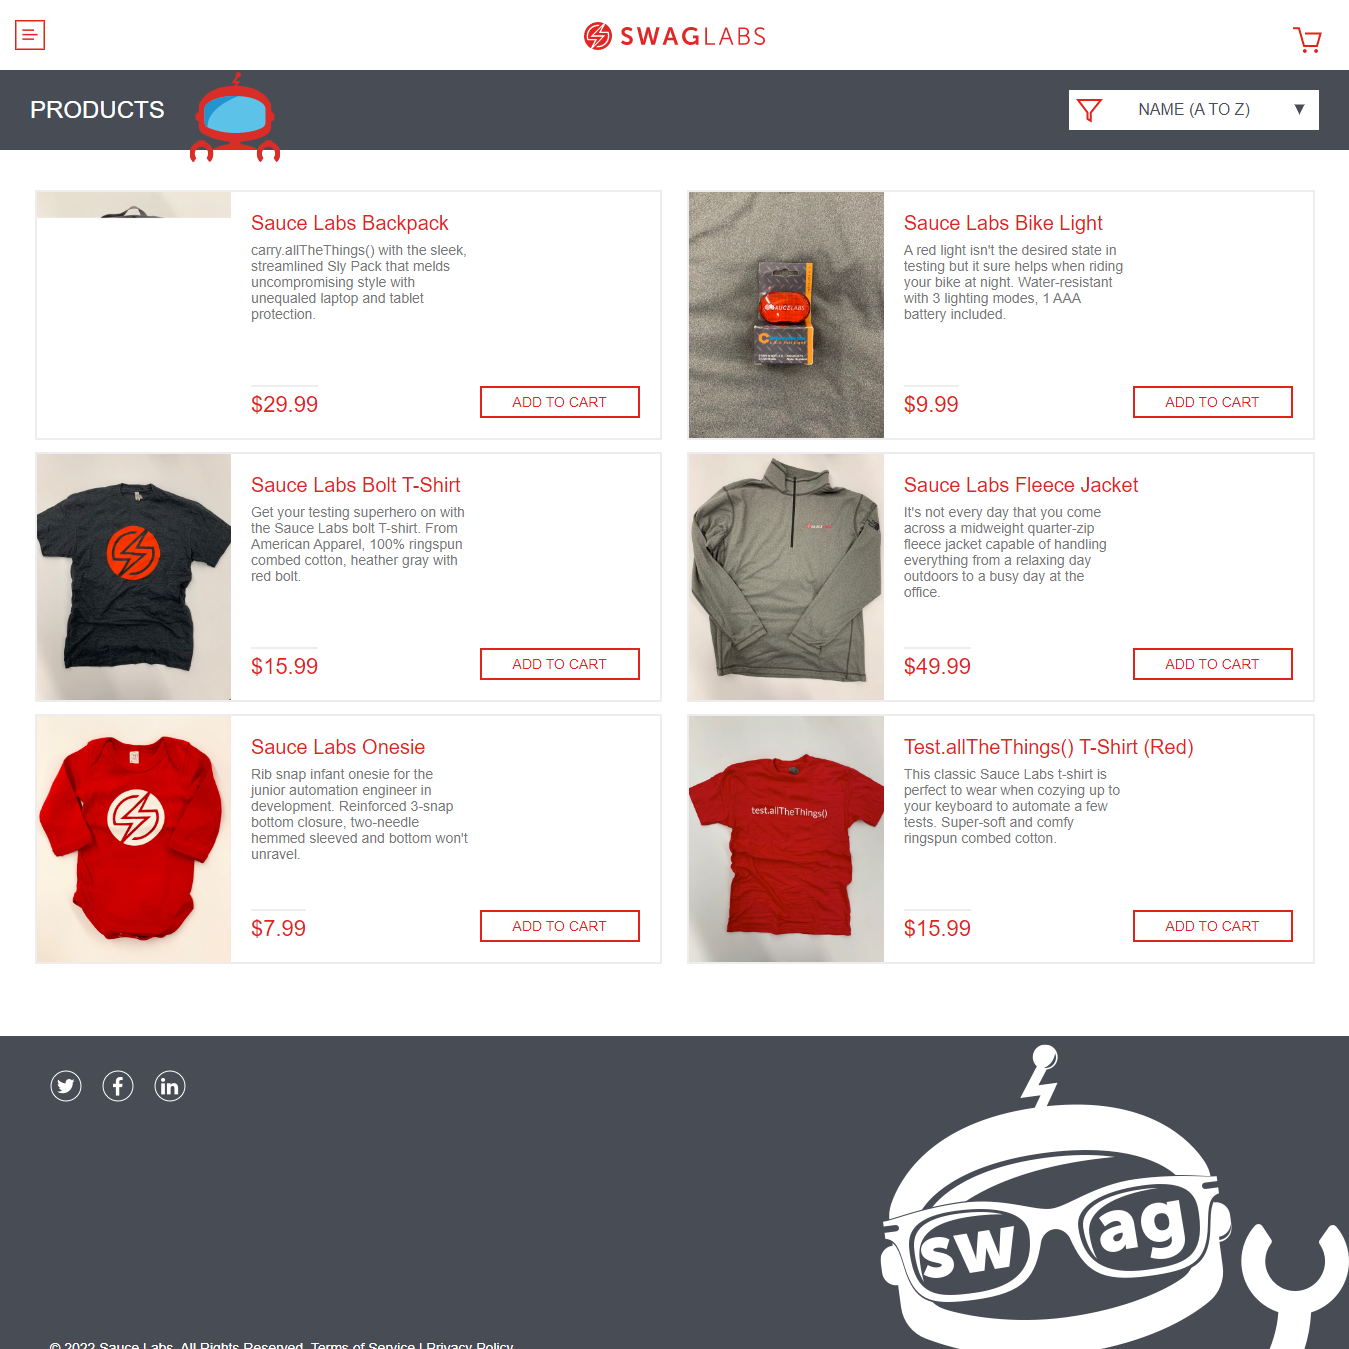 SWAGLABS
PRODUCTS
NAME (A TO Z)
Sauce Labs Backpack
carry.allTheThings() with the sleek,
streamlined Sly Pack that melds
uncompromising style with
unequaled laptop and tablet
protection.
$29.99
ADD TO CART
SAUCELABS
Sauce Labs Bike Light
A red light isn't the desired state in
testing but it sure helps when riding
your bike at night. Water-resistant
with 3 lighting modes, 1 AAA
battery included.
$9.99
ADD TO CART
Sauce Labs Bolt T-Shirt
Get your testing superhero on with
the Sauce Labs bolt T-shirt. From
American Apparel, 100% ringspun
combed cotton, heather gray with
red bolt.
$15.99
ADD TO CART
Sauce Labs Fleece Jacket
It's not every day that you come
across a midweight quarter-zip
fleece jacket capable of handling
everything from a relaxing day
outdoors to a busy day at the
office.
$49.99
ADD TO CART
Sauce Labs Onesie
Rib snap infant onesie for the
junior automation engineer in
development. Reinforced 3-snap
bottom closure, two-needle
hemmed sleeved and bottom won't
unravel.
$7.99
ADD TO CART
test.allTheThings()
Test.allTheThings() T-Shirt (Red)
This classic Sauce Labs t-shirt is
perfect to wear when cozying up to
your keyboard to automate a few
tests. Super-soft and comfy
ringspun combed cotton.
$15.99
ADD TO CART
swag
© 2022 Sauce Labs. All Rights Reserved. Terms of Service | Privacy Policy